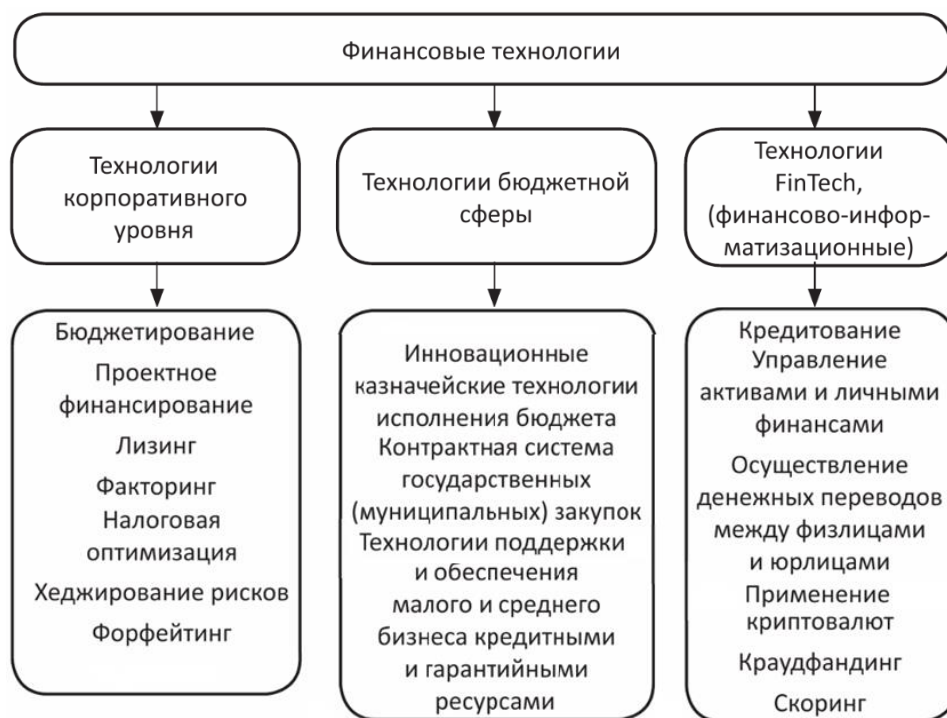 Финансовые технологии
Технологии
корпоративного
уровня
Технологии бюджетной
сферы
Технологии
FinTech,
(финансово-инфор-
матизационные)
Бюджетирование
Проектное
финансирование
Лизинг
Факторинг
Налоговая
оптимизация
Хеджирование рисков
Форфейтинг
Инновационные
казначейские технологии
исполнения бюджета
Контрактная система
государственных
(муниципальных) закупок
Технологии поддержки
и обеспечения
малого и среднего
бизнеса кредитными
и гарантийными
ресурсами
Кредитование
Управление
активами и личными
финансами
Осуществление
денежных переводов
между физлицами
и юрлицами
Применение
криптовалют
Краудфандинг
Скоринг